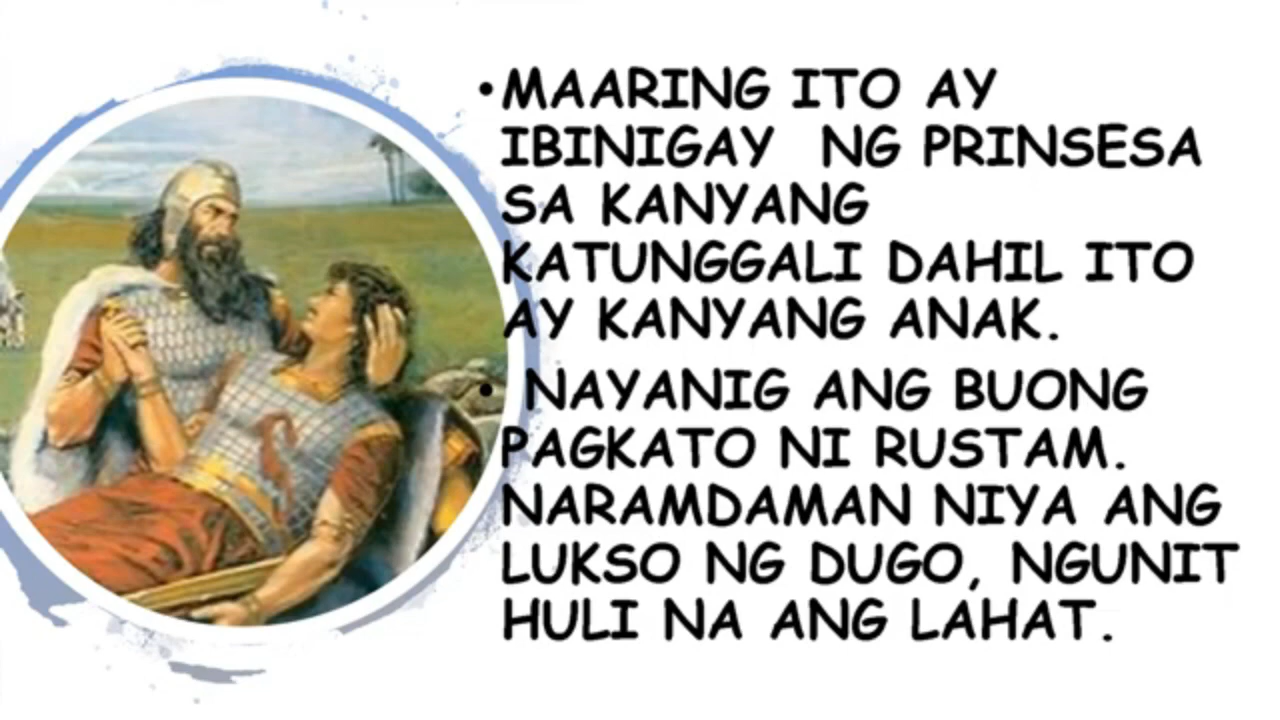 •MAARING ITO AY
IBINIGAY NG PRINSESA
SA KANYANG
KATUNGGALI DAHIL ITO
AY KANYANG ANAK.
• NAYANIG ANG BUONG
PAGKATO NI RUSTAM.
NARAMDAMAN NIYA ANG
LUKSO NG DUGO, NGUNIT
HULI NA ANG LAHAT.